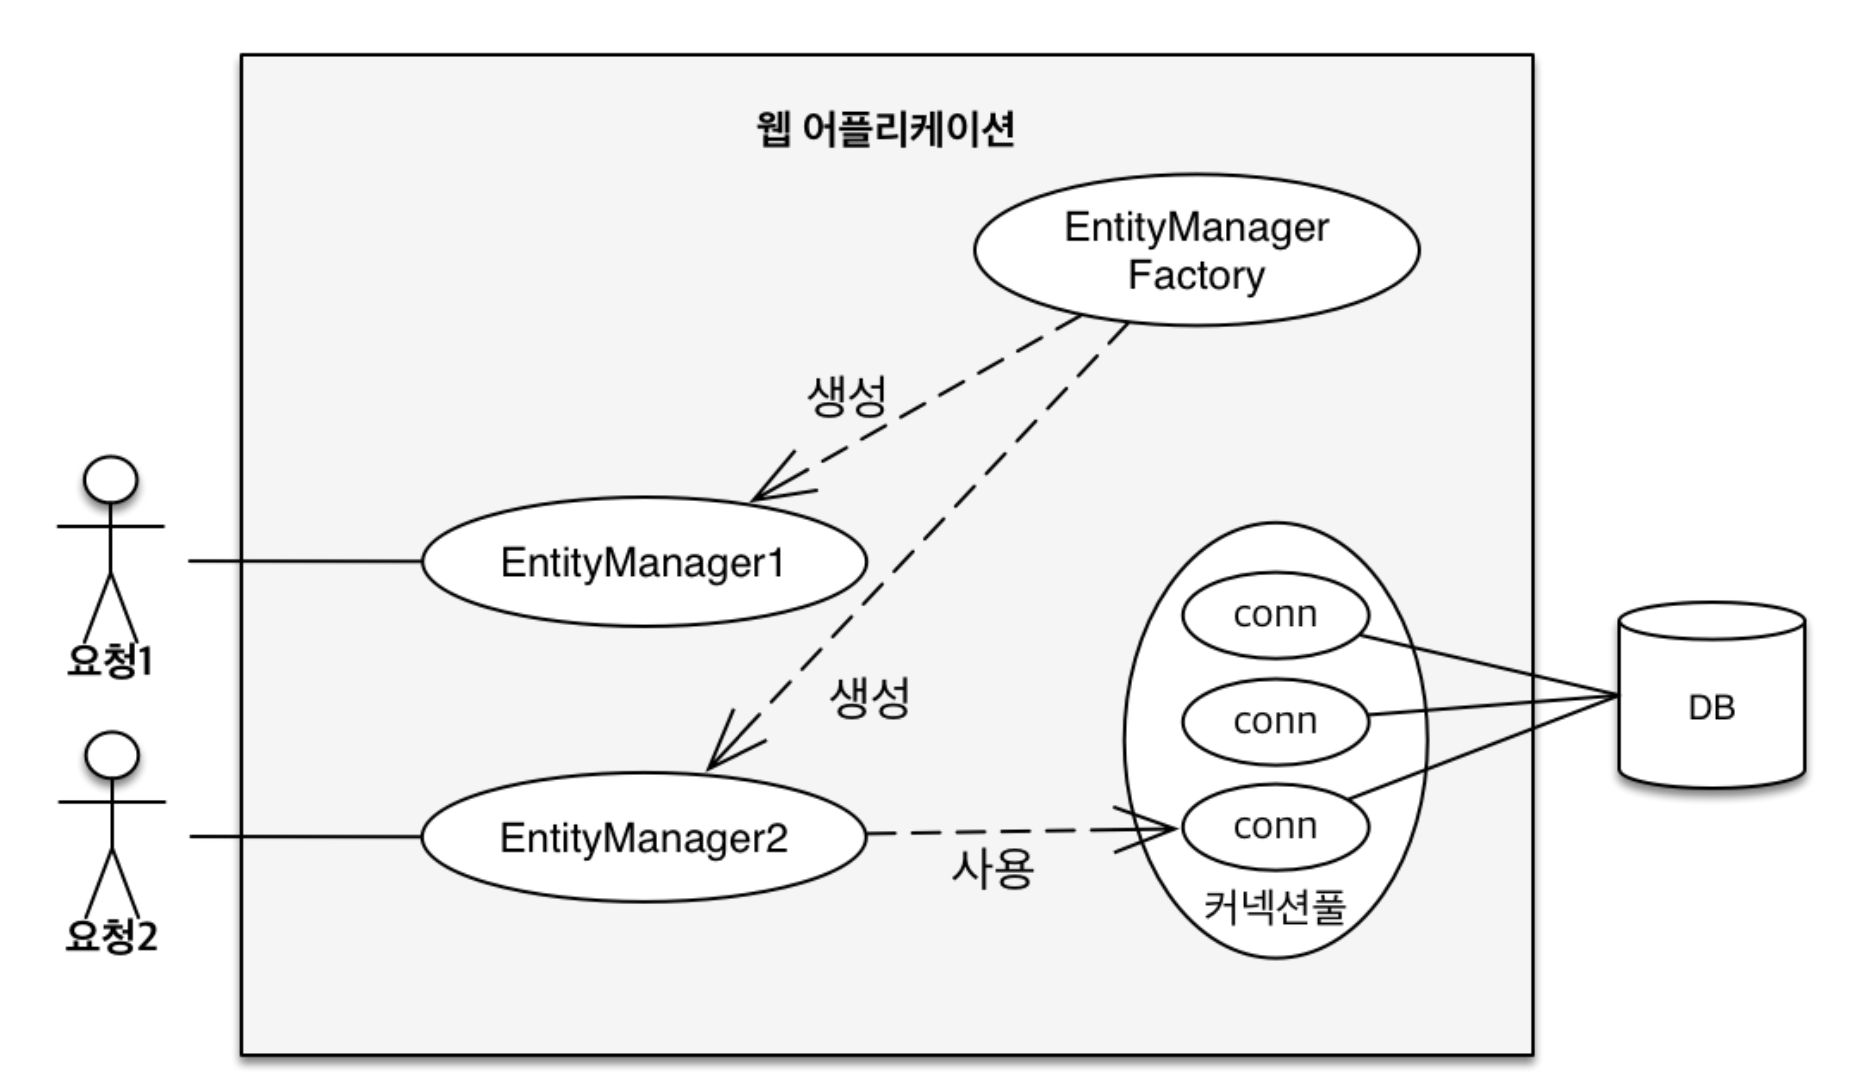 웹 어플리케이션
EntityManager
Factory
생성
EntityManager1
요청1
conn
conn
DB
생성
EntityManager2
conn
사용
커넥션풀
요청2